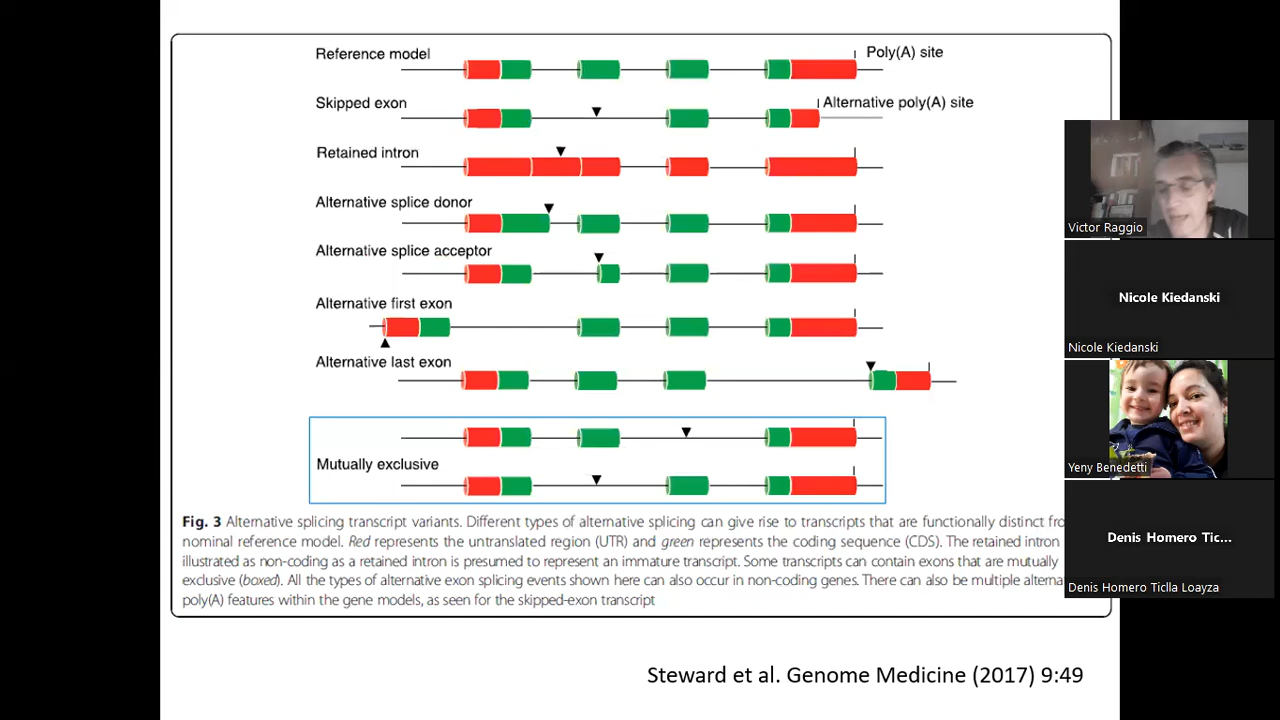 Reference model
Poly(A) site
Skipped exon
Alternative poly(A) site
Retained intron
Alternative splice donor
Alternative splice acceptor
Alternative first exon
Alternative last exon
Mutually exclusive
Fig. 3 Alternative splicing transcript variants. Different types of alternative splicing can give rise to transcripts that are functionally distinct fro
nominal reference model. Red represents the untranslated region (UTR) and green represents the coding sequence (CDS). The retained intron
illustrated as non-coding as a retained intron is presumed to represent an immature transcript. Some transcripts can contain exons that are mutually
exclusive (boxed). All the types of alternative exon splicing events shown here can also occur in non-coding genes. There can also be multiple alterna
poly(A) features within the gene models, as seen for the skipped-exon transcript
Steward et al. Genome Medicine (2017) 9:49
Victor Raggio
Nicole Kiedanski
Nicole Kiedanski
Yeny Benedetti
Denis Homero Tic...
Denis Homero Ticlla Loayza